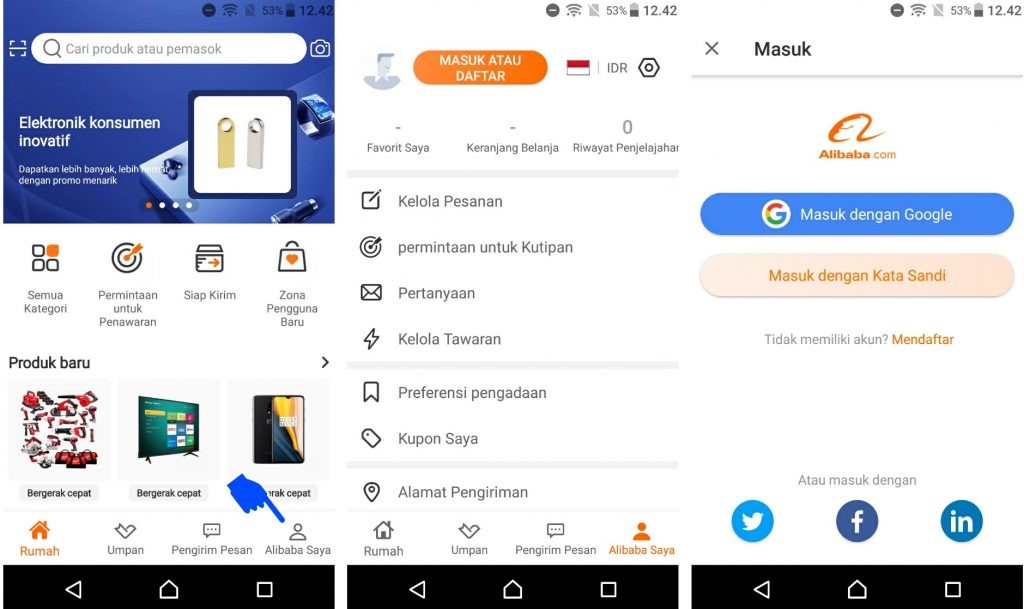 53% 12.42
Cari produk atau pemasok
Elektronik konsumen
inovatif
Dapatkan lebih banyak, lebih hemat
dengan promo menarik
Semua
Kategori
Permintaan
untuk
Penawaran
Siap Kirim
Zona
Pengguna
Baru
Produk baru
Bergerak cepat
Bergerak cepat
cepat
Rumah
Umpan
Pengirim Pesan
Alibaba Saya
53% 12.42
MASUK ATAU
DAFTAR
IDR
-
-
0
Favorit Saya
Keranjang Belanja
Riwayat Penjelajahan
Kelola Pesanan
permintaan untuk Kutipan
Pertanyaan
Kelola Tawaran
Preferensi pengadaan
Kupon Saya
Alamat Pengiriman
Rumah
Umpan
Pengirim Pesan
Alibaba Saya
53% 12.42
Masuk
Alibaba.com
Masuk dengan Google
Masuk dengan Kata Sandi
Tidak memiliki akun? Mendaftar
Atau masuk dengan